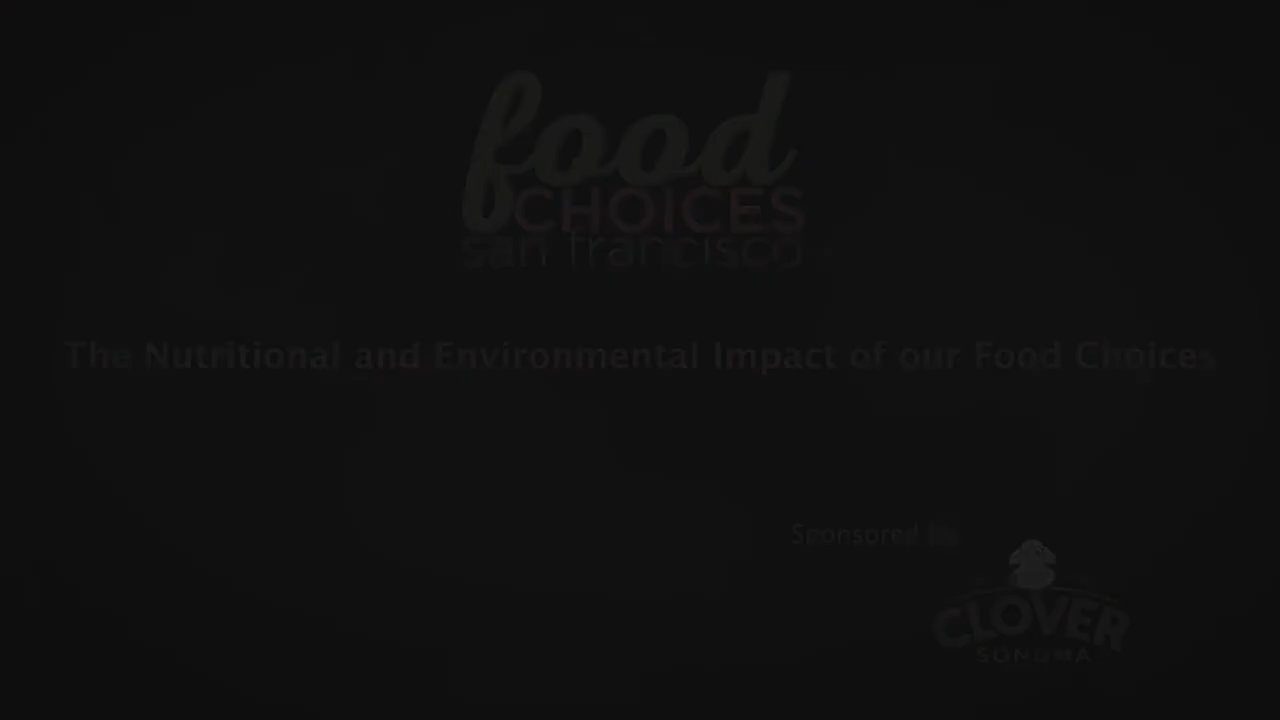 food
CHOICES
san francisco
The Nutritional and Environmental Impact of our Food Choices
Sponsored by
CLOVER
SONOMA